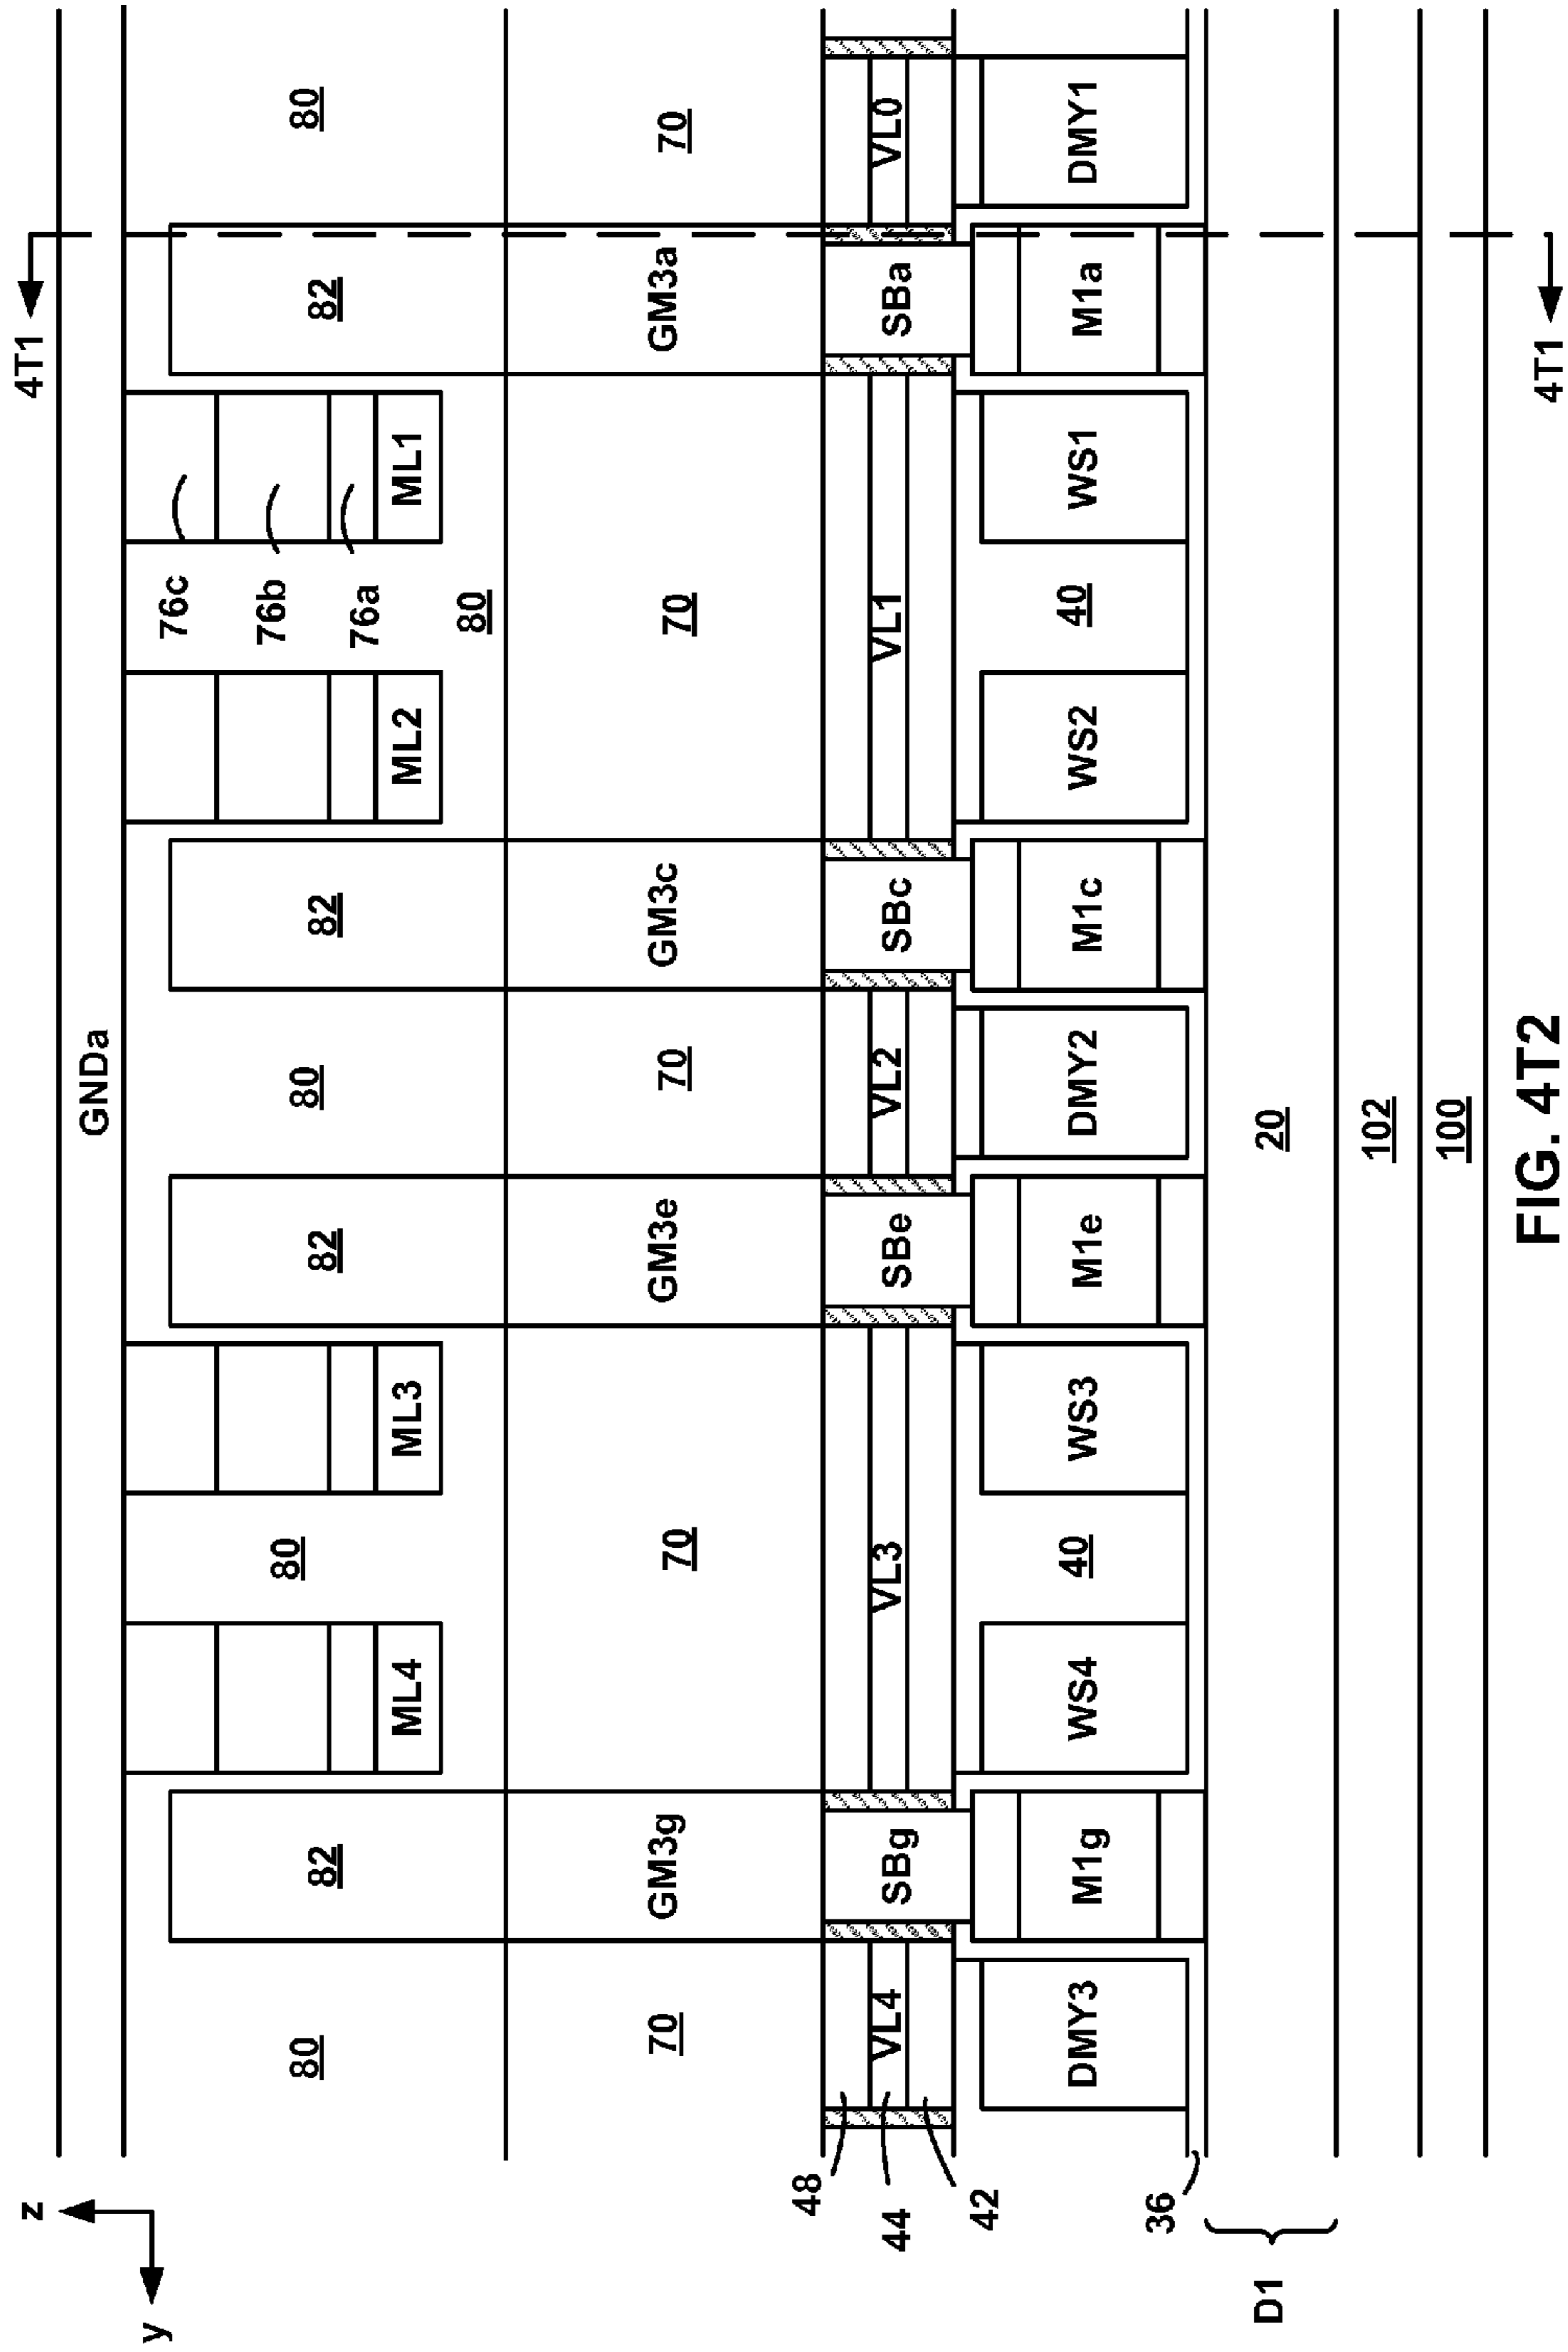 z
4T1
GNDa
y
76c
76b
80 82 80 82 80 82 82 80
76a
ML4 ML3 ML2 ML1
80
70 GM3g 70 GM3e 70 GM3c 70 GM3a 70
48
VL4 SBg VL3 SBe VL2 SBc VL1 SBa VL0
44
42
DMY3 M1g WS4 40 WS3 M1e DMY2 M1c WS2 40 WS1 M1a DMY1
36
D1
20
102
100
4T1
FIG. 4T2